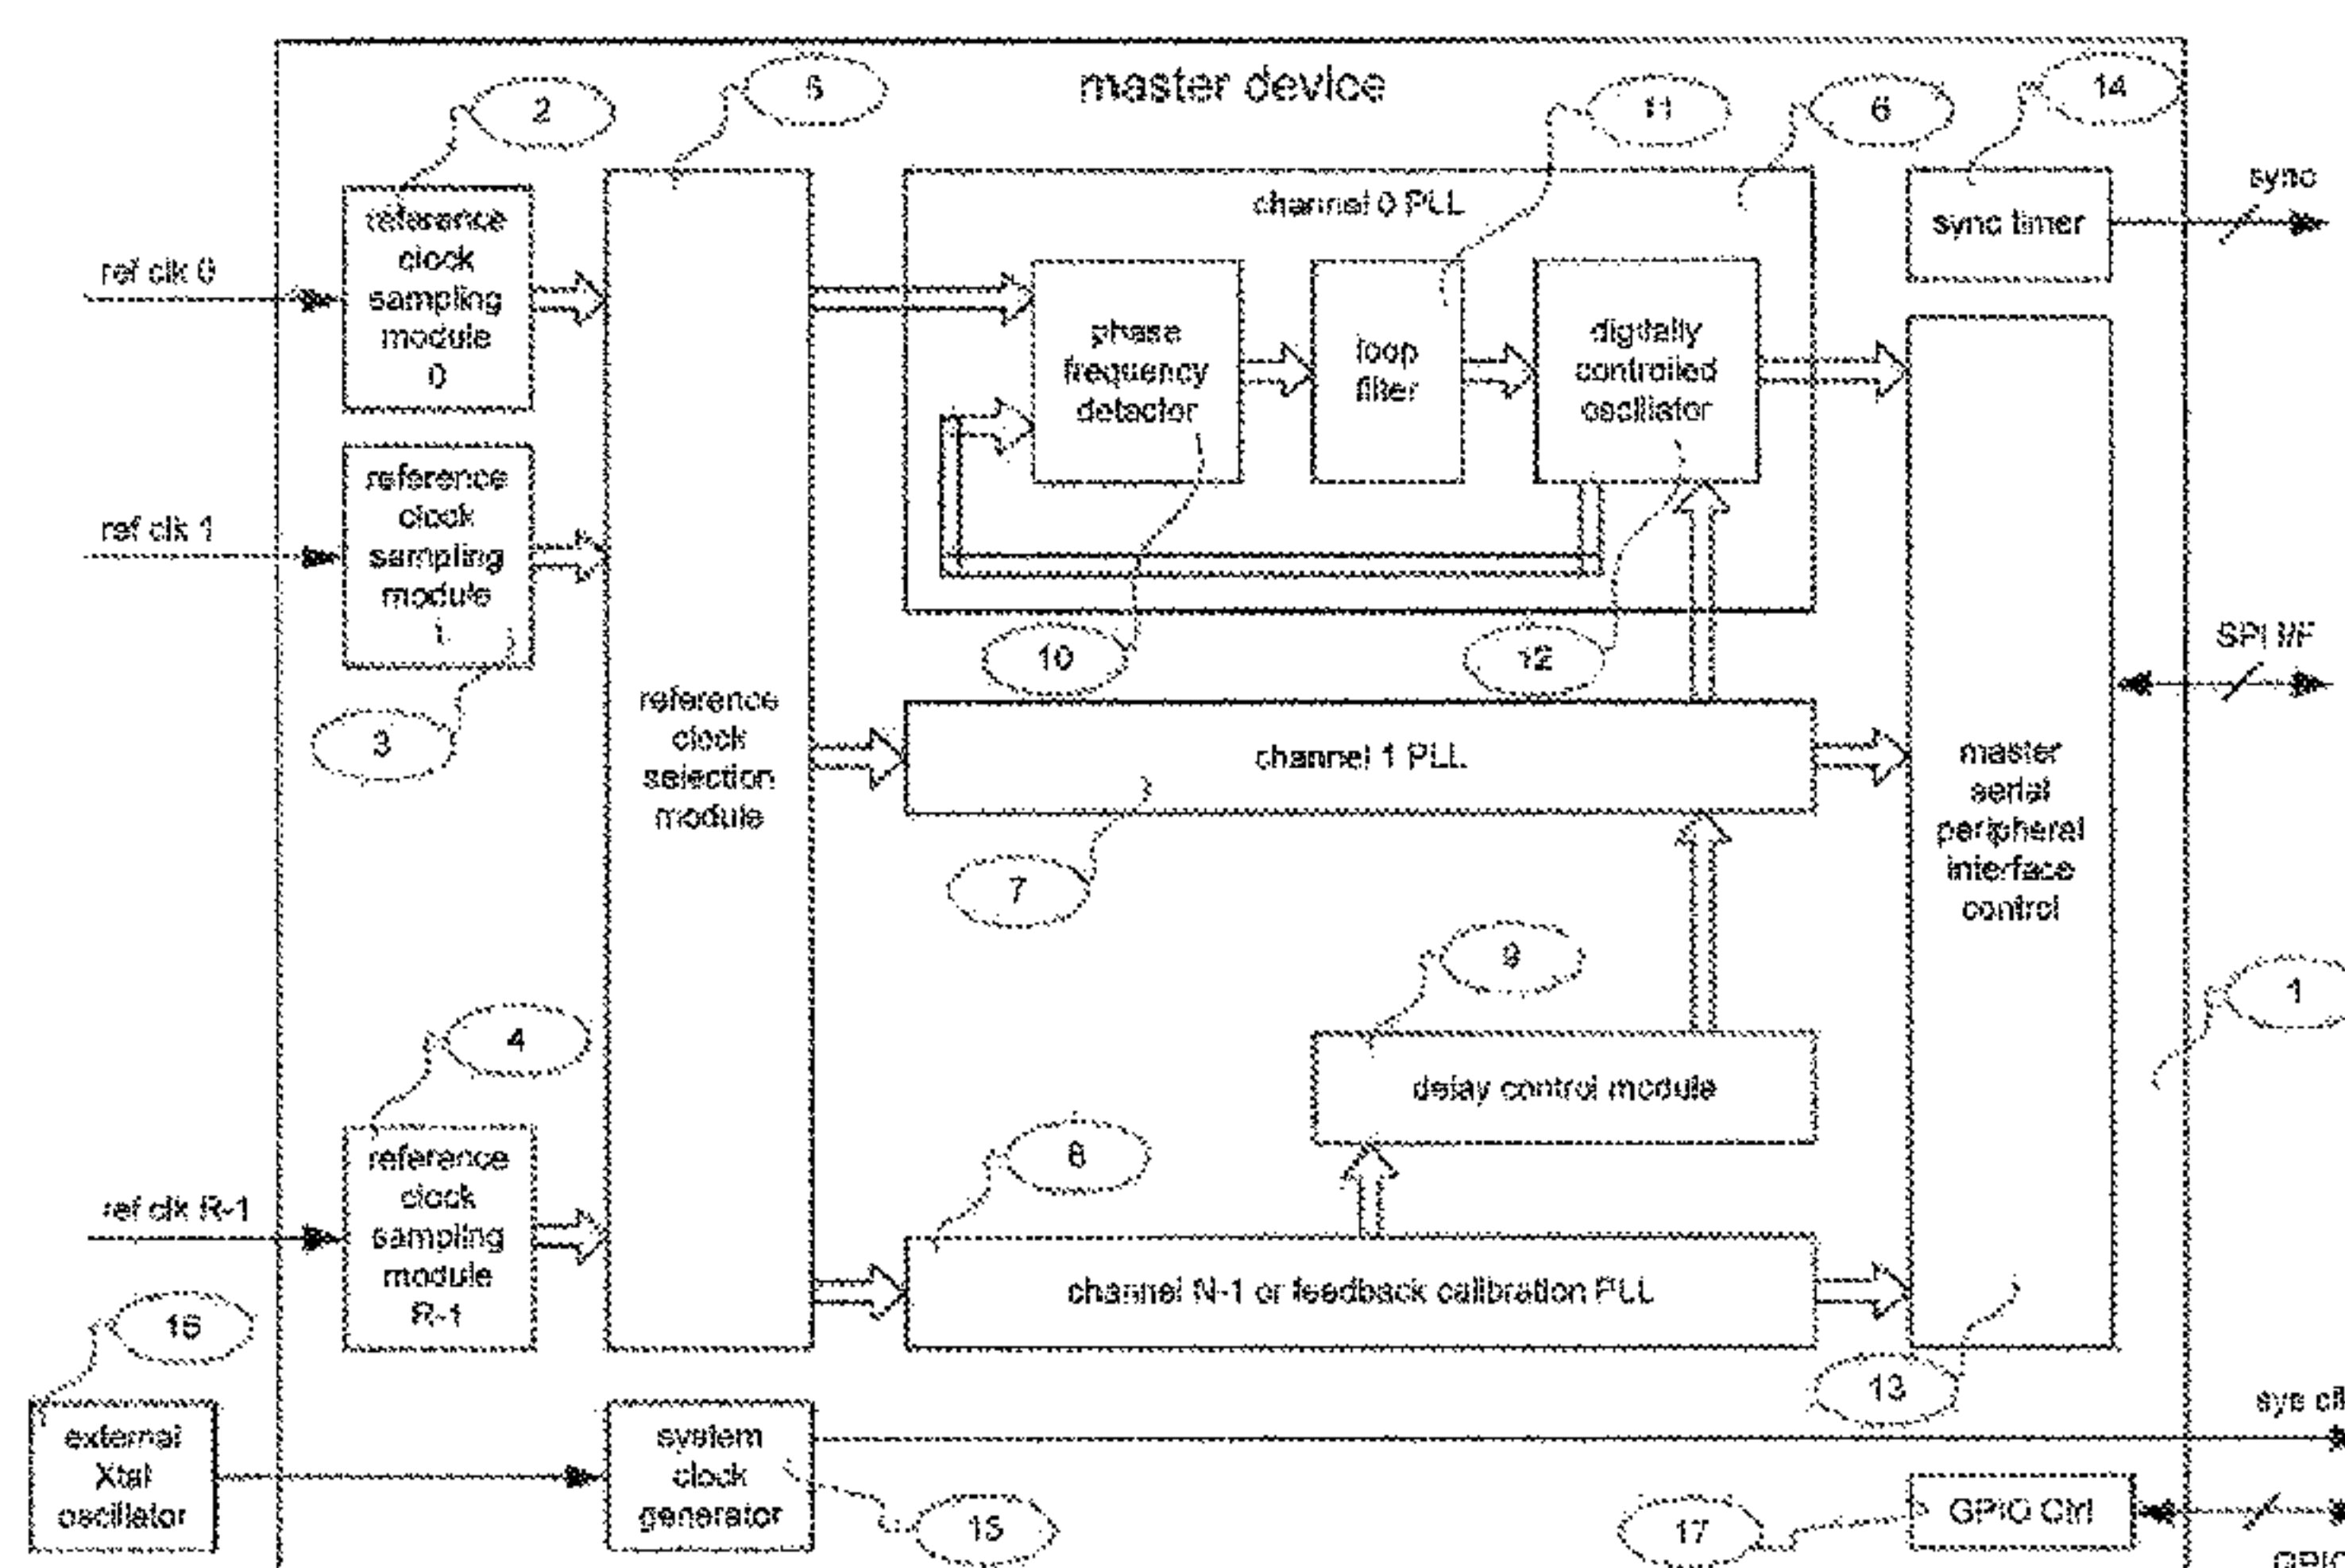 master device
2
5
11
6
14
reference
clock
sampling
module
0
ref clk 0
channel 0 PLL
phase
frequency
detector
loop
filter
digitally
controlled
oscillator
sync timer
sync
reference
clock
sampling
module
1
ref clk 1
3
10
12
SPI I/F
reference
clock
selection
module
channel 1 PLL
7
master
serial
peripheral
interface
control
9
1
4
delay control module
8
reference
clock
sampling
module
R-1
ref clk R-1
channel N-1 or feedback calibration PLL
16
13
external
Xtal
oscillator
system
clock
generator
15
sys
17
GPIO Ctrl